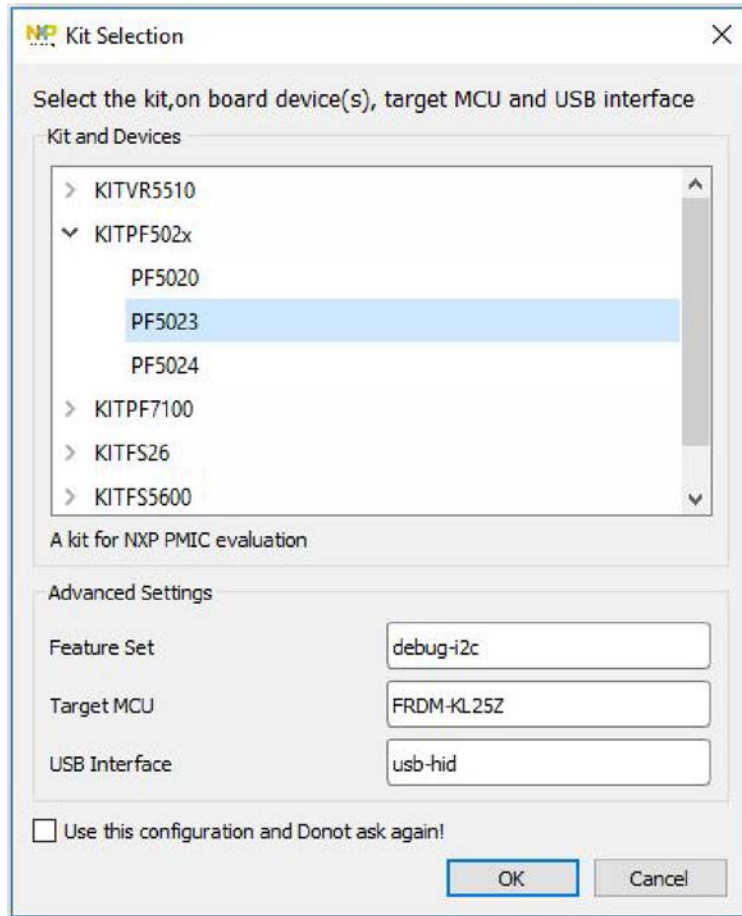 NXP Kit Selection
Select the kit,on board device(s), target MCU and USB interface
Kit and Devices
KITVR5510
KITPF502x
PF5020
PF5023
PF5024
KITPF7100
KITFS26
KITFS5600
A kit for NXP PMIC evaluation
Advanced Settings
Feature Set debug-i2c
Target MCU FRDM-KL25Z
USB Interface usb-hid
Use this configuration and Donot ask again!
OK Cancel